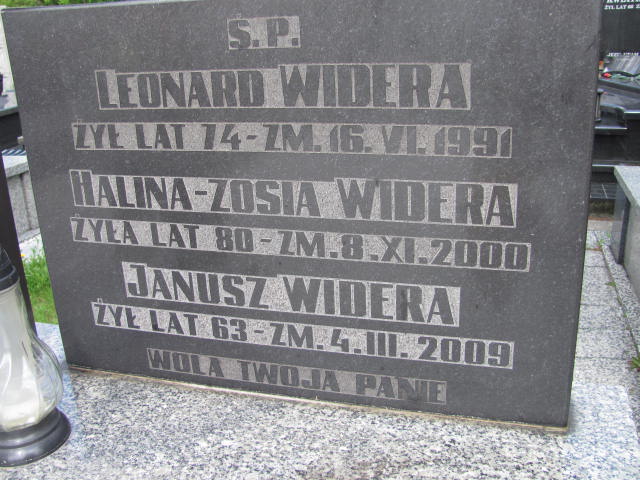 Ś.P.
LEONARD WIDERA
ŻYŁ LAT 74-ZM. 16. VI. 1991
HALINA-ZOSIA WIDERA
ŻYŁA LAT 80-ZM. 8. XI. 2000
JANUSZ WIDERA
ŻYŁ LAT 63-ZM. 4. III. 2009
WOLA TWOJA PANIE